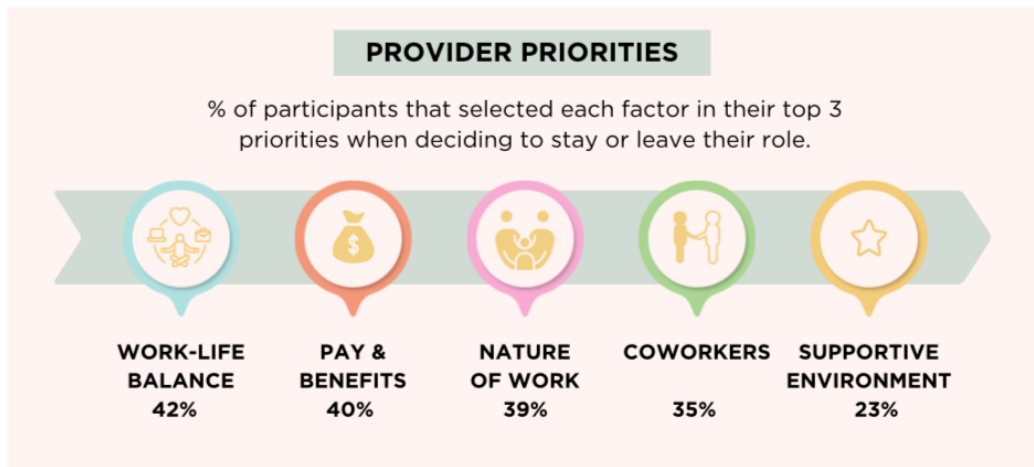 PROVIDER PRIORITIES
% of participants that selected each factor in their top 3
priorities when deciding to stay or leave their role.
$
WORK-LIFE
BALANCE
42%
PAY &
BENEFITS
40%
NATURE
OF WORK
39%
COWORKERS
35%
SUPPORTIVE
ENVIRONMENT
23%